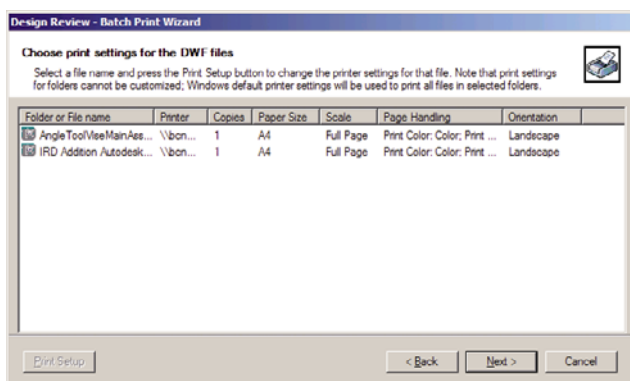 Design Review - Batch Print Wizard
Choose print settings for the DWF files
Select a file name and press the Print Setup button to change the printer settings for that file. Note that print settings
for folders cannot be customized; Windows default printer settings will be used to print all files in selected folders.
Folder or File name Printer Copies Paper Size Scale Page Handling Orientation
AngleToolViseMainAss... \\bcn... 1 A4 Full Page Print Color: Color; Print ... Landscape
IRD Addition Autodesk... \\bcn... 1 A4 Full Page Print Color: Color; Print ... Landscape
Print Setup < Back Next > Cancel